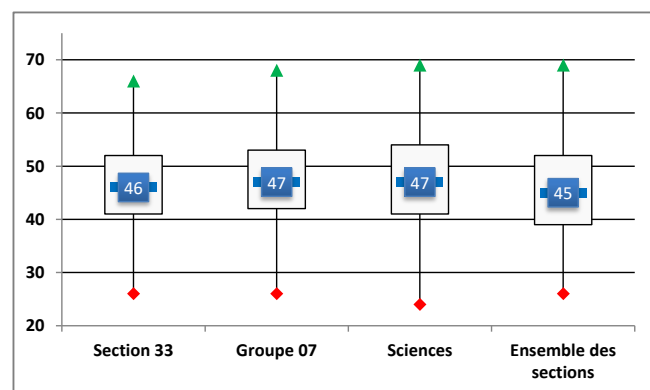 70
60
50
40
30
20
46
47
47
45
Section 33
Groupe 07
Sciences
Ensemble des
sections